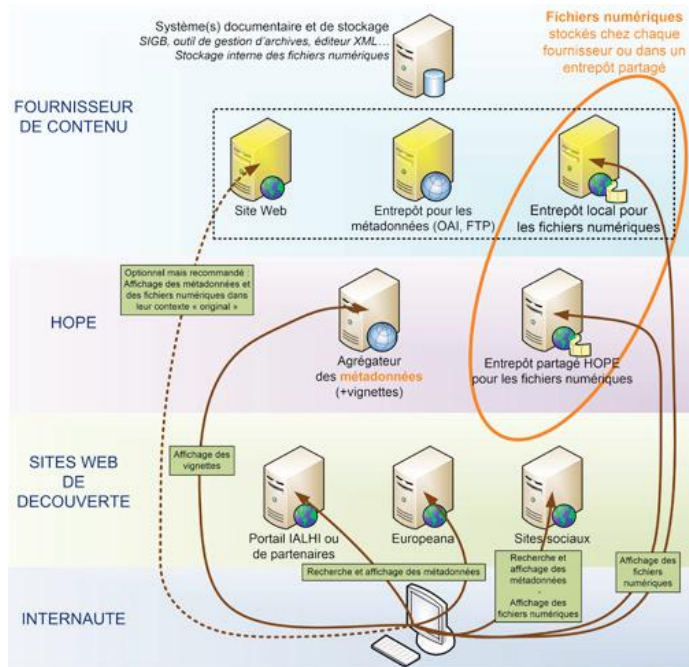 Système(s) documentaire et de stockage
SIGB, outil de gestion d'archives, éditeur XML…
Stockage interne des fichiers numériques
Fichiers numériques
stockés chez chaque
fournisseur ou dans un
entrepôt partagé
FOURNISSEUR
DE CONTENU
Site Web
Entrepôt pour les
métadonnées (OAI, FTP)
Entrepôt local pour
les fichiers numériques
Optionnel mais recommandé :
Affichage des métadonnées et
des fichiers numériques dans
leur contexte « original »
HOPE
Agrégateur
des métadonnées
(+vignettes)
Entrepôt partagé HOPE
pour les fichiers numériques
Affichage des
vignettes
SITES WEB
DE
DECOUVERTE
Portail IALHI ou
de partenaires
Europeana
Sites sociaux
Recherche et affichage des métadonnées
Recherche et
affichage des
métadonnées
-
Affichage des
fichiers numériques
Affichage des
fichiers
numériques
INTERNAUTE